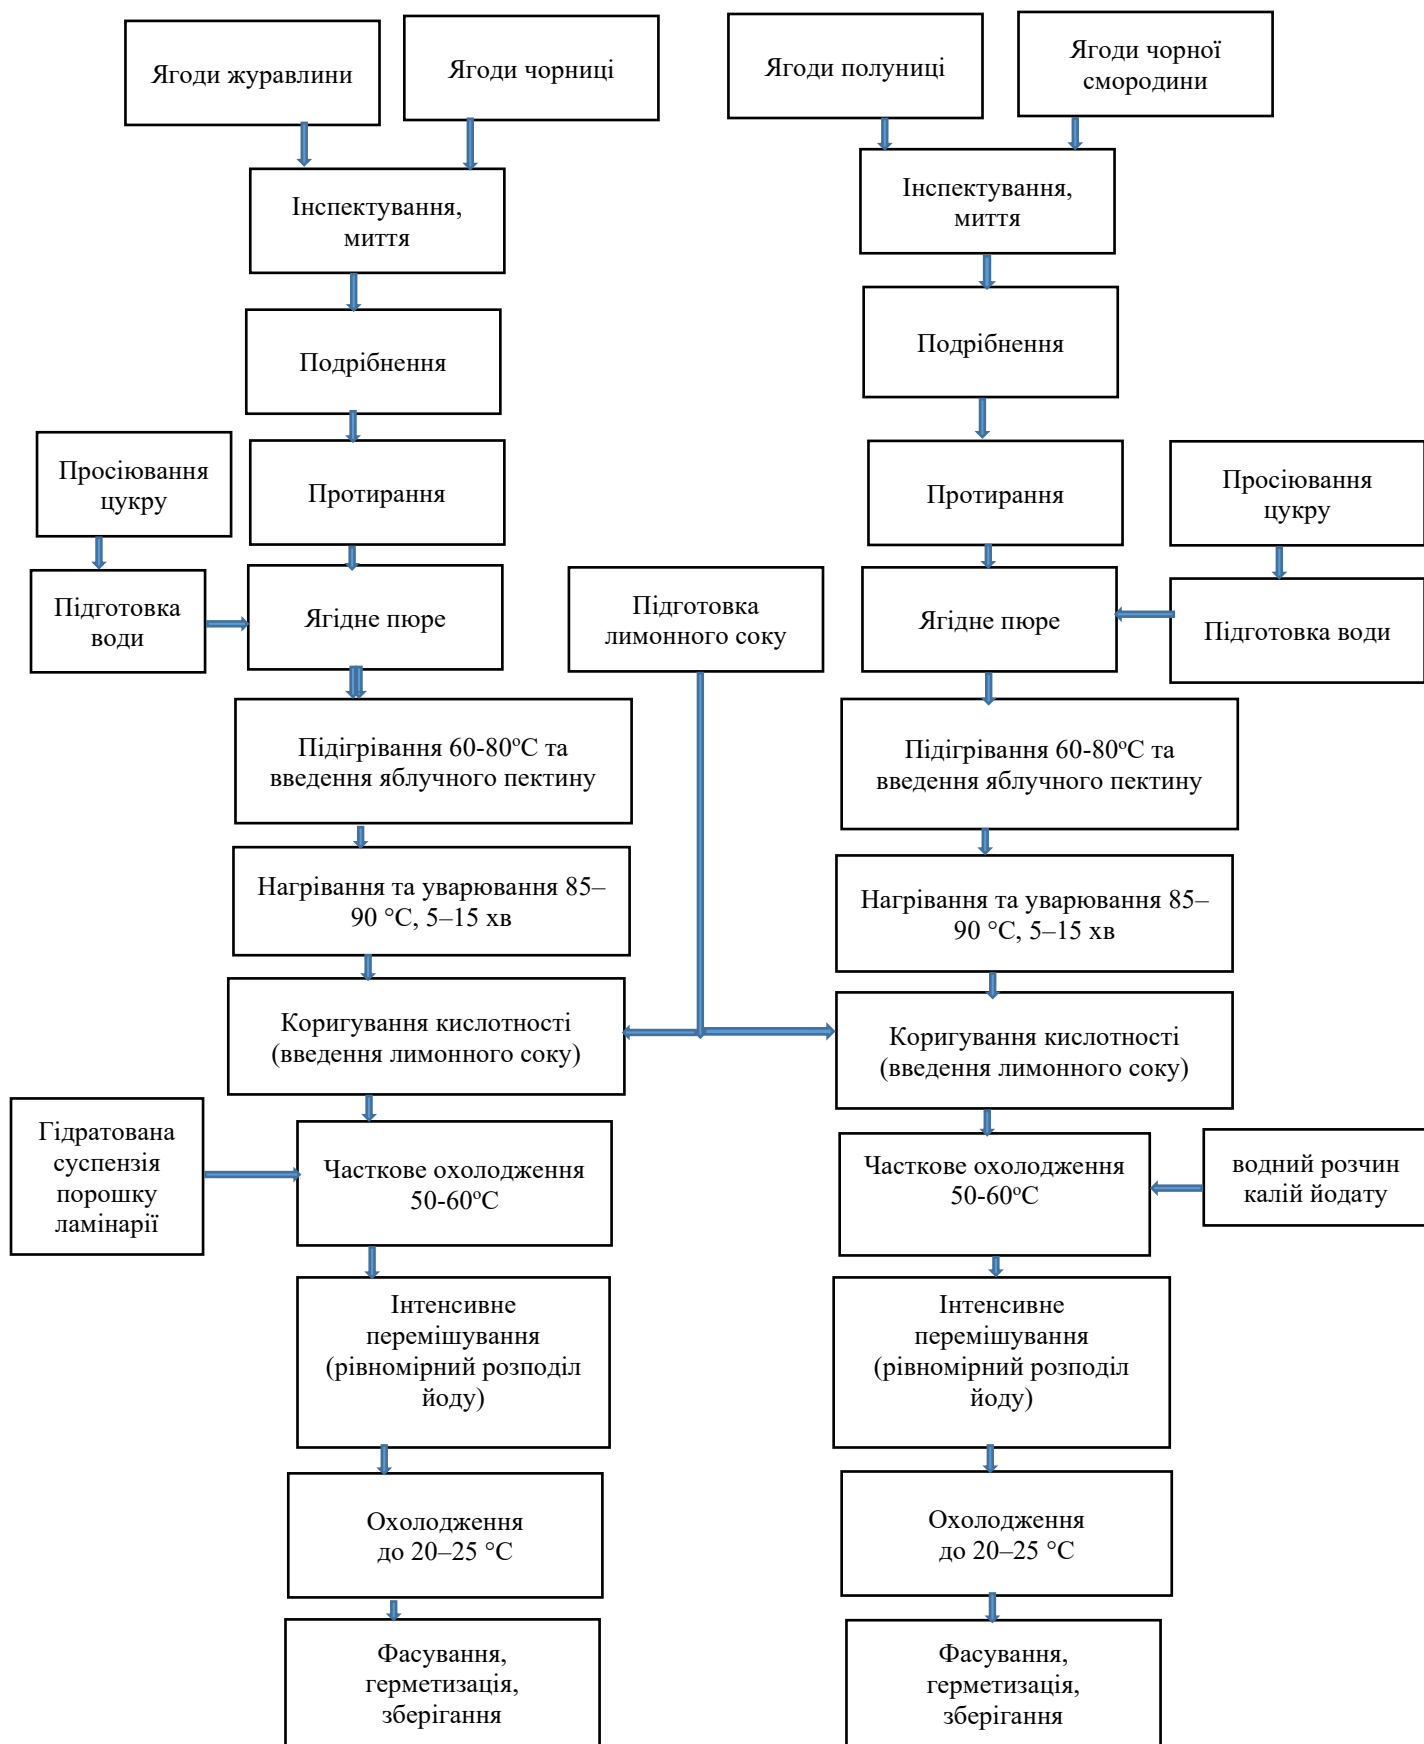 Ягоди журавлини
Ягоди чорниці
Ягоди полуниці
Ягоди чорної
смородини
Інспектування,
миття
Інспектування,
миття
Подрібнення
Подрібнення
Просіювання
цукру
Протирання
Протирання
Просіювання
цукру
Підготовка
води
Ягідне пюре
Підготовка
лимонного соку
Ягідне пюре
Підготовка води
Підігрівання 60-80ºС та
введення яблучного пектину
Підігрівання 60-80ºС та
введення яблучного пектину
Нагрівання та уварювання 85–
90 °C, 5–15 хв
Нагрівання та уварювання 85–
90 °C, 5–15 хв
Коригування кислотності
(введення лимонного соку)
Коригування кислотності
(введення лимонного соку)
Гідратована
суспензія
порошку
ламінарії
Часткове охолодження
50-60ºС
Часткове охолодження
50-60ºС
водний розчин
калій йодату
Інтенсивне
перемішування
(рівномірний розподіл
йоду)
Інтенсивне
перемішування
(рівномірний розподіл
йоду)
Охолодження
до 20–25 °C
Охолодження
до 20–25 °C
Фасування,
герметизація,
зберігання
Фасування,
герметизація,
зберігання